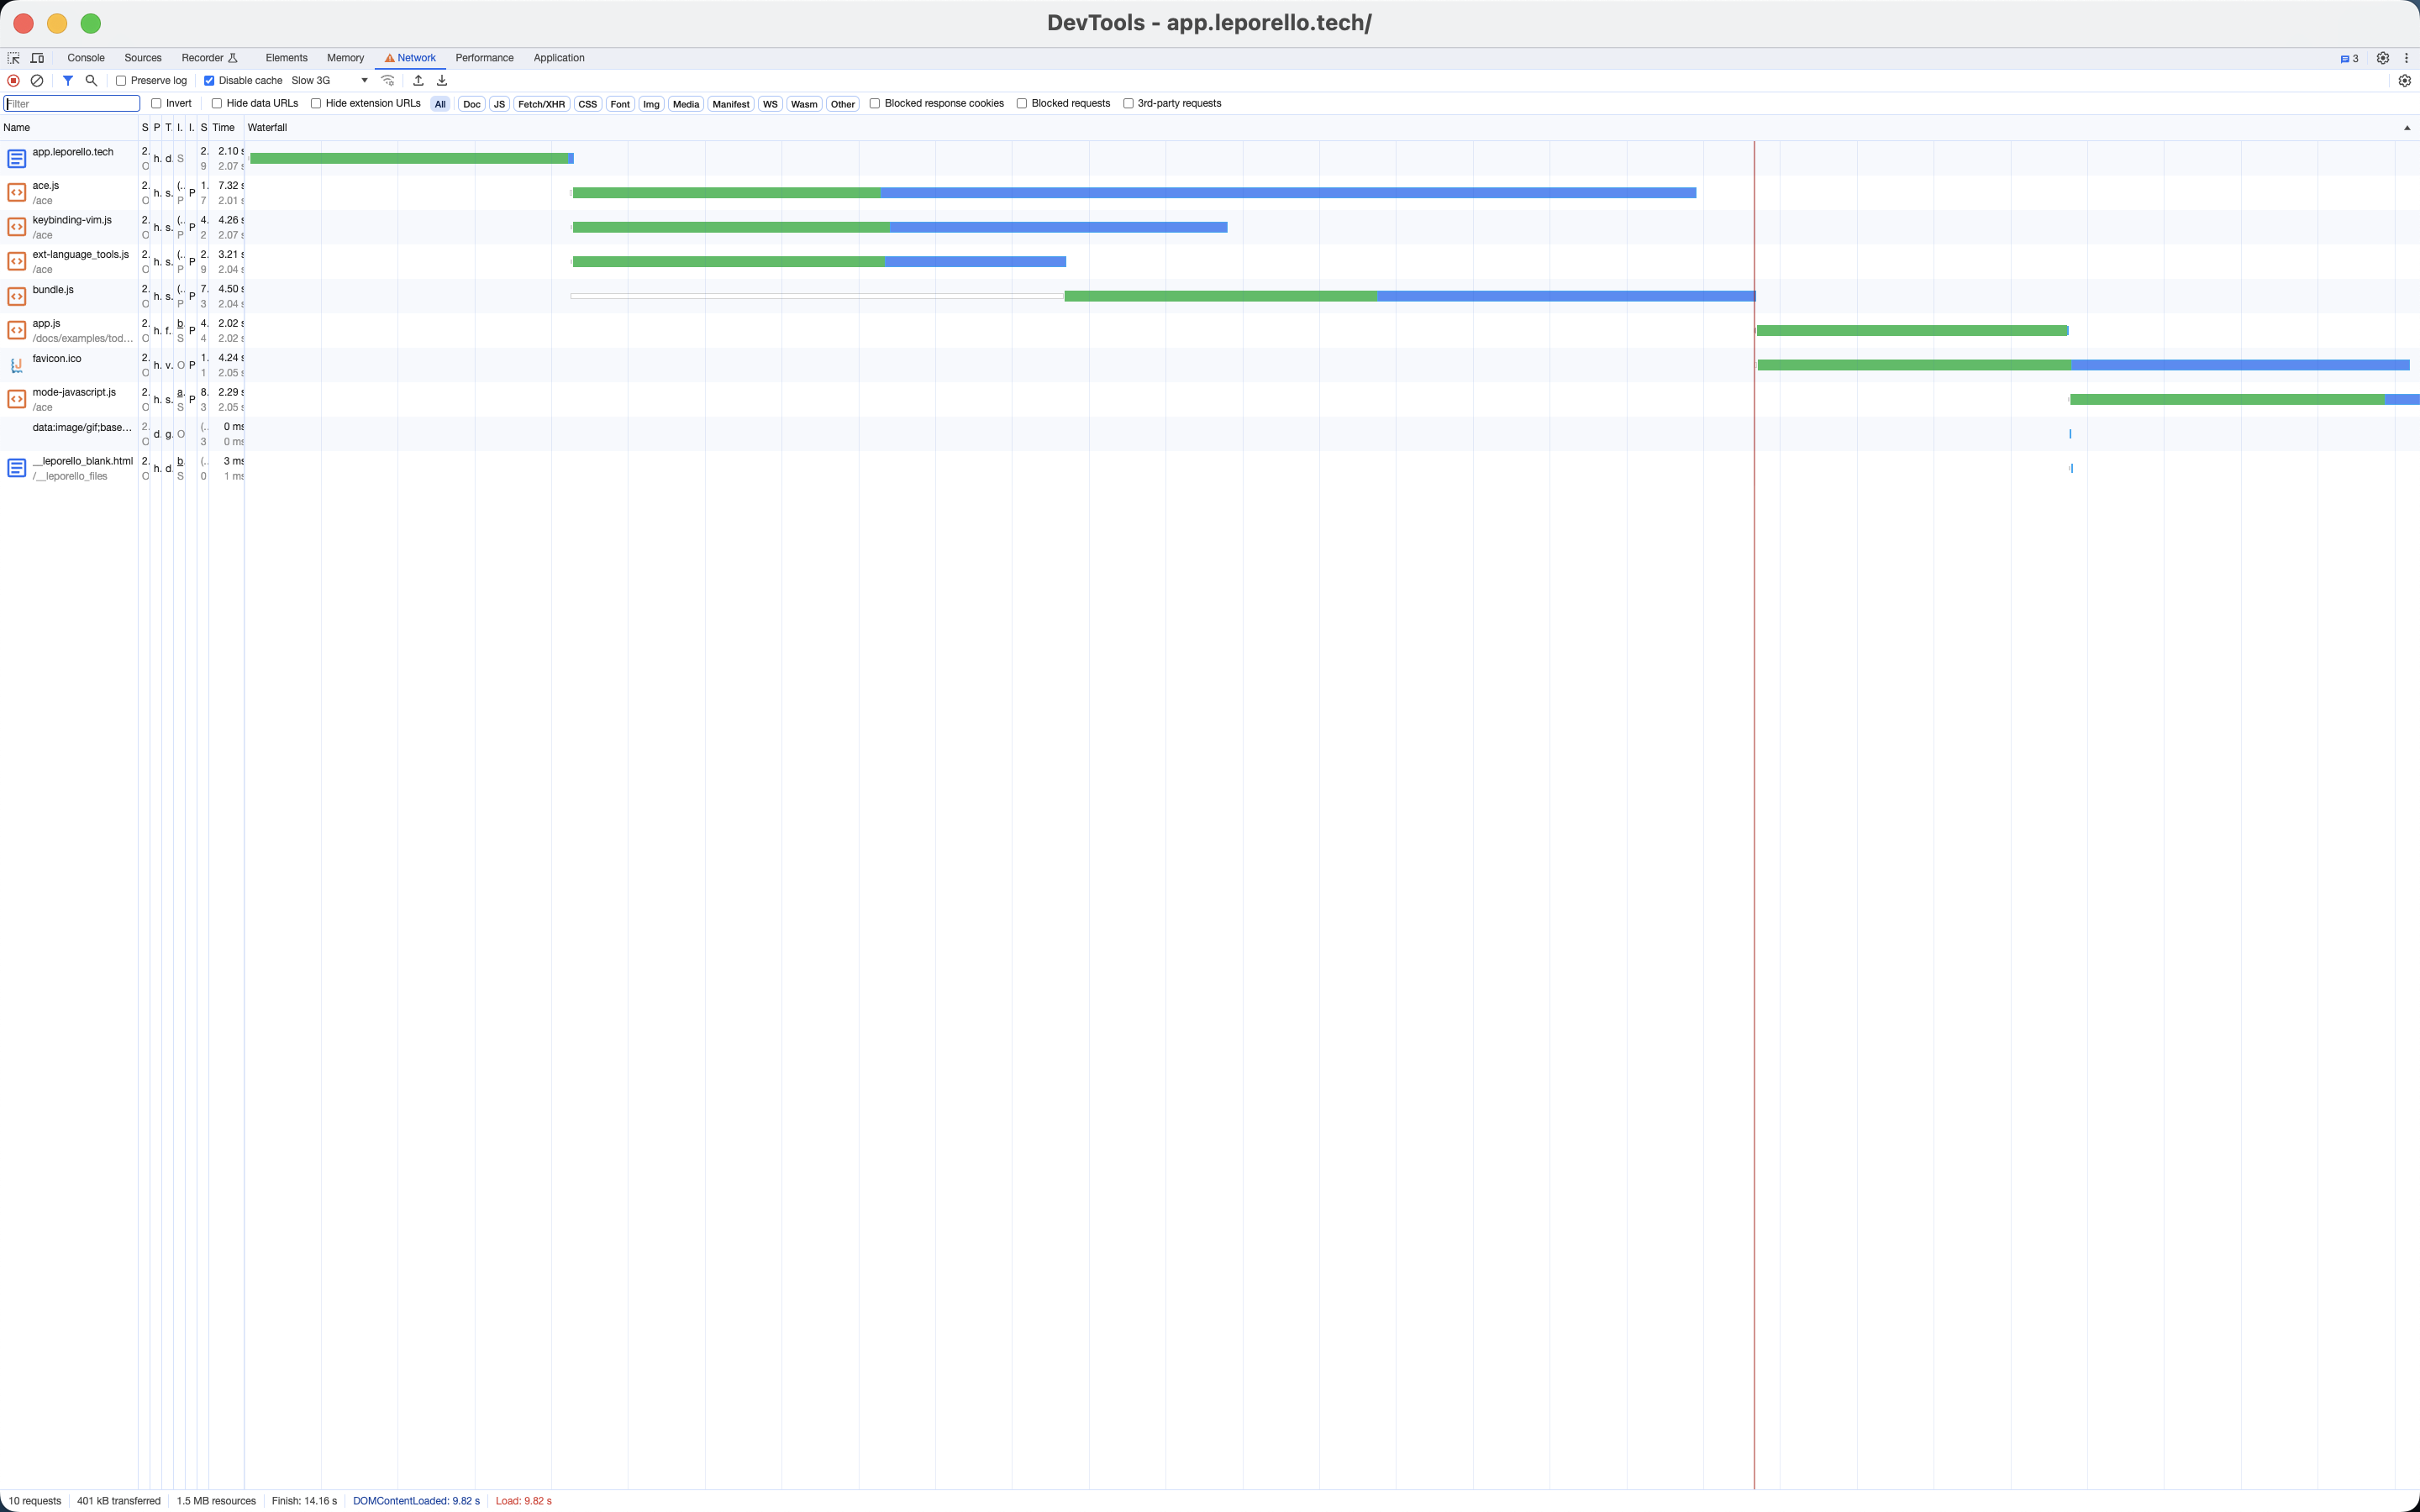 DevTools - app.leporello.tech/
Console Sources Recorder Elements Memory Network Performance Application 3
Preserve log Disable cache Slow 3G
Filter Invert Hide data URLs Hide extension URLs All Doc JS Fetch/XHR CSS Font Img Media Manifest WS Wasm Other Blocked response cookies Blocked requests 3rd-party requests
Name S P T. I. I. S Time Waterfall
app.leporello.tech 2. h. d. S 2. 2.10 s
O 9 2.07 s
ace.js 2. h. s. (.. P 1. 7.32 s
/ace O P 7 2.01 s
keybinding-vim.js 2. h. s. (.. P 4. 4.26 s
/ace O P 2 2.07 s
ext-language_tools.js 2. h. s. (.. P 2. 3.21 s
/ace O P 9 2.04 s
bundle.js 2. h. s. (.. P 7. 4.50 s
O P 3 2.04 s
app.js 2. h. f. b. P 4. 2.02 s
/docs/examples/tod... O S 4 2.02 s
favicon.ico 2. h. v. O P 1. 4.24 s
O 1 2.05 s
mode-javascript.js 2. h. s. a. P 8. 2.29 s
/ace O S 3 2.05 s
data:image/gif;base... 2. d. g. O (.. 0 ms
O 3 0 ms
__leporello_blank.html 2. h. d. b. (.. 3 ms
/__leporello_files O S 0 1 ms
10 requests 401 kB transferred 1.5 MB resources Finish: 14.16 s DOMContentLoaded: 9.82 s Load: 9.82 s